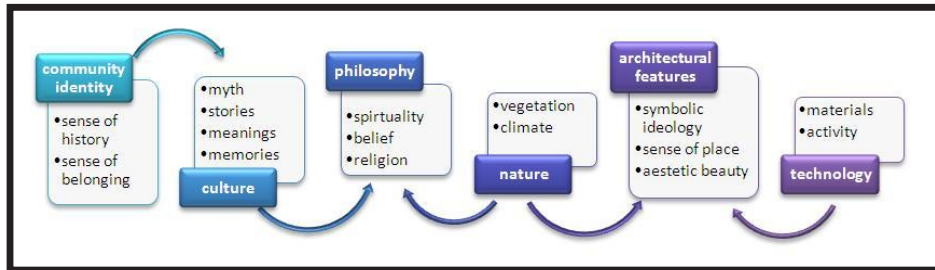 community
identity
•sense of
history
•sense of
belonging
•myth
•stories
•meanings
•memories
culture
philosophy
•spirtuality
•belief
•religion
•vegetation
•climate
nature
architectural
features
•symbolic
ideology
•sense of place
•aestetic beauty
•materials
•activity
technology